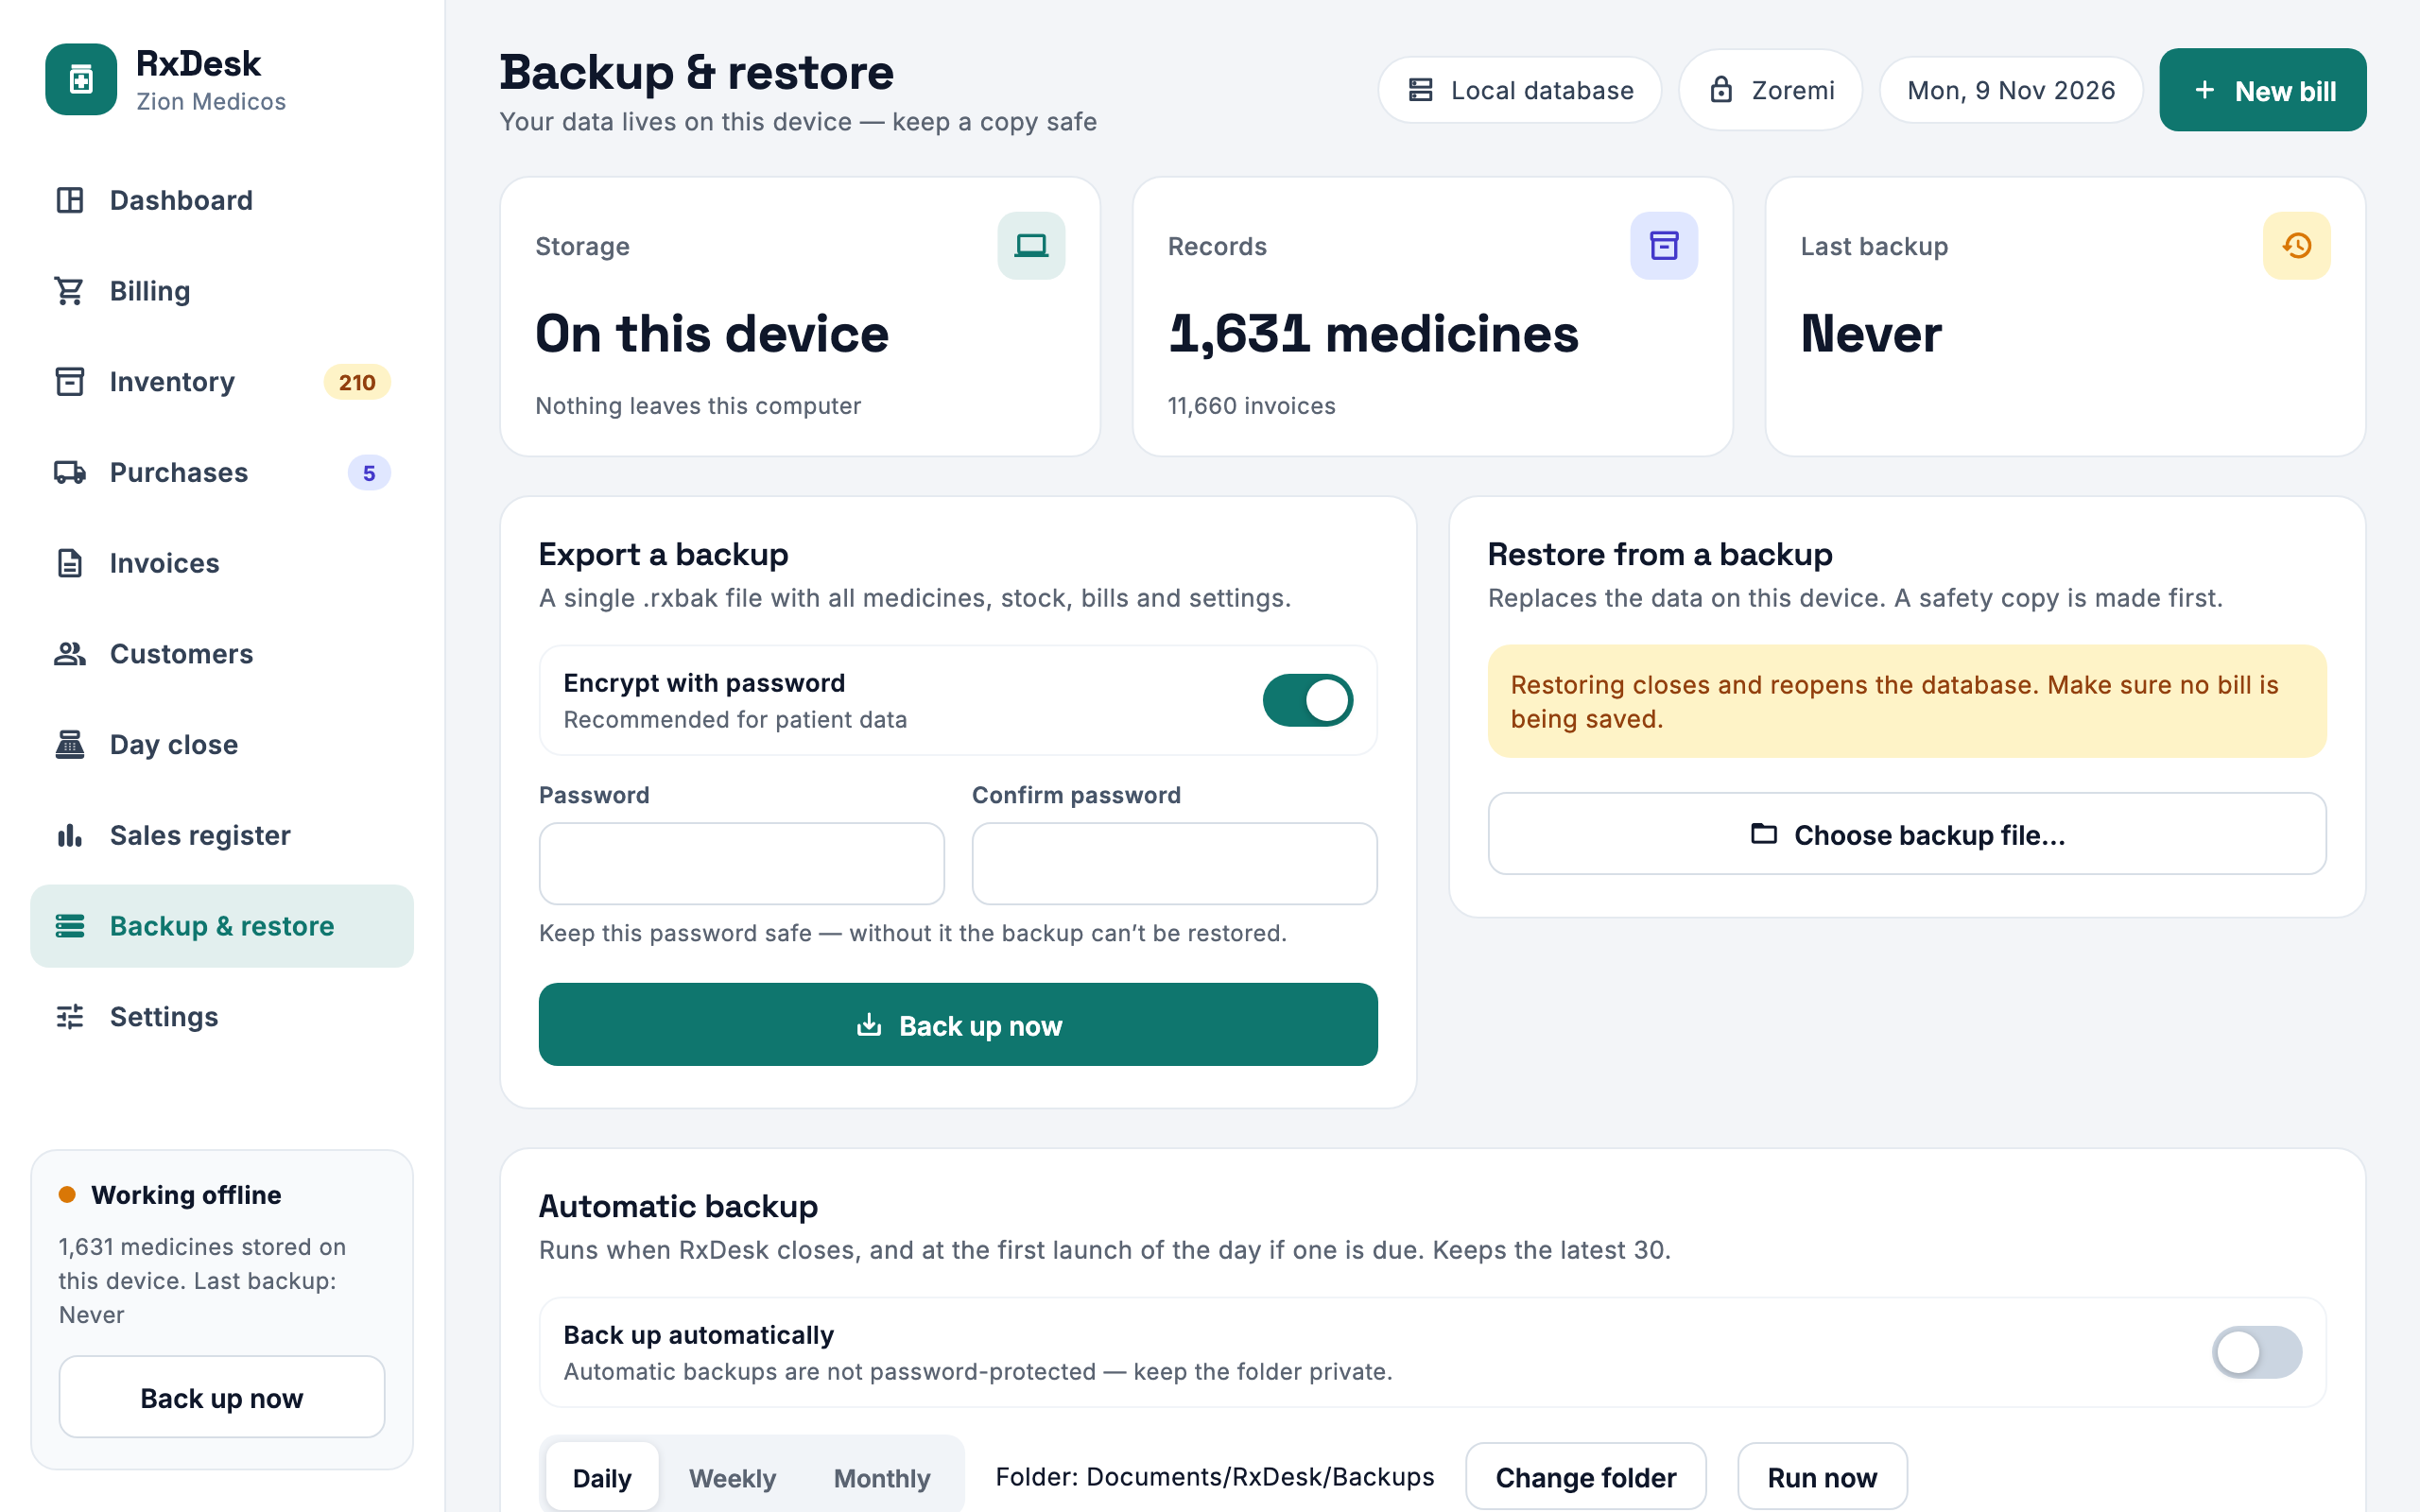 RxDesk
Zion Medicos
Dashboard
Billing
Inventory 210
Purchases 5
Invoices
Customers
Day close
Sales register
Backup & restore
Settings
Working offline
1,631 medicines stored on
this device. Last backup:
Never
Back up now
Backup & restore
Your data lives on this device — keep a copy safe
Local database
Zoremi
Mon, 9 Nov 2026
New bill
Storage
On this device
Nothing leaves this computer
Records
1,631 medicines
11,660 invoices
Last backup
Never
Export a backup
A single .rxbak file with all medicines, stock, bills and settings.
Encrypt with password
Recommended for patient data
Password
Confirm password
Keep this password safe — without it the backup can’t be restored.
Back up now
Restore from a backup
Replaces the data on this device. A safety copy is made first.
Restoring closes and reopens the database. Make sure no bill is
being saved.
Choose backup file...
Automatic backup
Runs when RxDesk closes, and at the first launch of the day if one is due. Keeps the latest 30.
Back up automatically
Automatic backups are not password-protected — keep the folder private.
Daily Weekly Monthly
Folder: Documents/RxDesk/Backups
Change folder
Run now